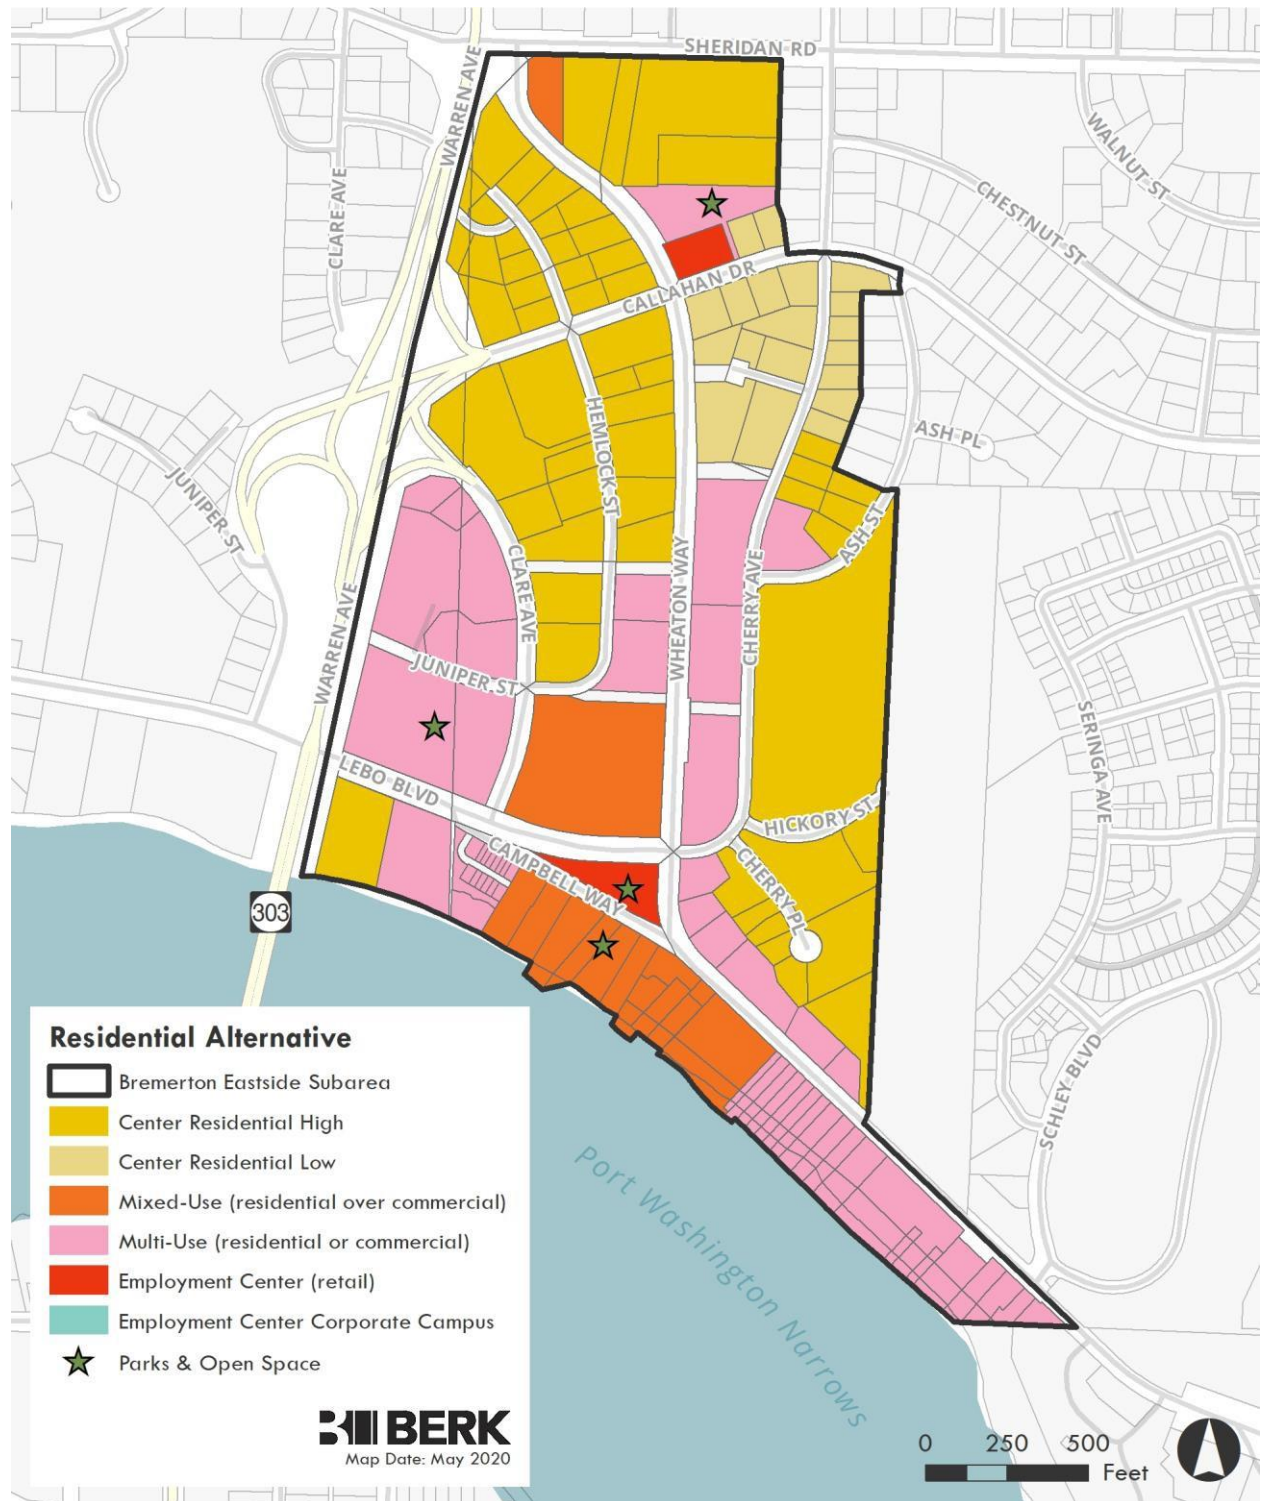 SHERIDAN RD
WARREN AVE
WALNUT ST
CLARE AVE
CHESTNUT ST
CALLAHAN DR
HEMLOCK ST
ASH PL
JUNIPER ST
ASH ST
CLARE AVE
WHEATON WAY
CHERRY AVE
WARREN AVE
JUNIPER ST
SERINGA AVE
LEBO BLVD
HICKORY ST
CAMPBELL WAY
CHERRY PL
303
SCHLEY BLVD
Port Washington Narrows
Residential Alternative
Bremerton Eastside Subarea
Center Residential High
Center Residential Low
Mixed-Use (residential over commercial)
Multi-Use (residential or commercial)
Employment Center (retail)
Employment Center Corporate Campus
Parks & Open Space
BERK
Map Date: May 2020
0 250 500
Feet